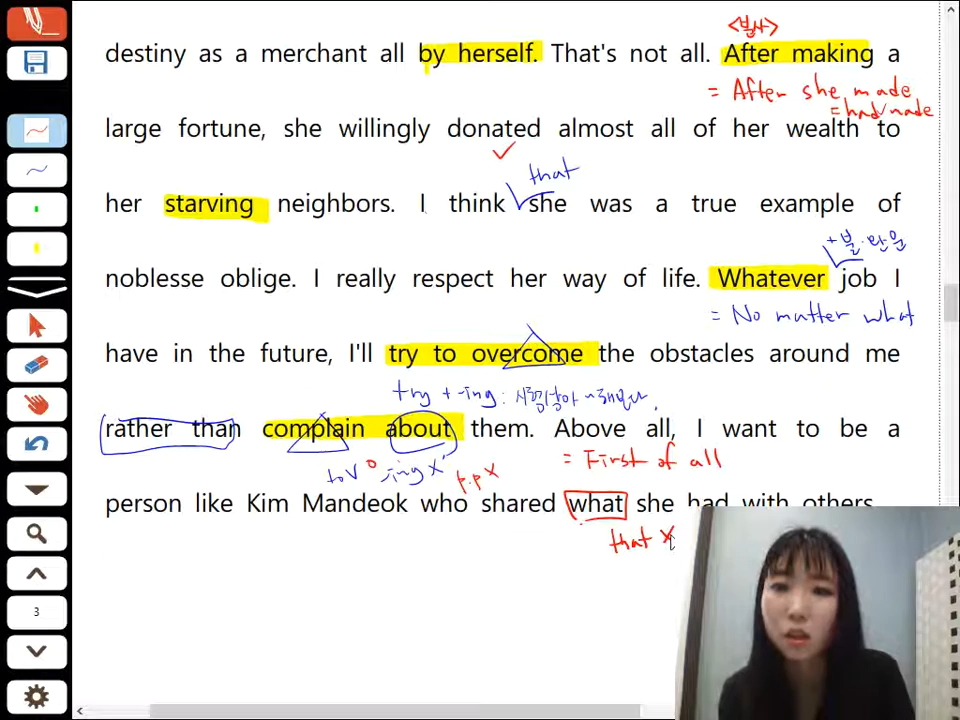 <분사>
destiny as a merchant all by herself. That's not all. After making a
= After she made
= had made
large fortune, she willingly donated almost all of her wealth to
that
her starving neighbors. I think she was a true example of
noblesse oblige. I really respect her way of life. Whatever job I
= No matter what
have in the future, I'll try to overcome the obstacles around me
try + -ing :
rather than complain about them. Above all, I want to be a
= First of all
to V o -ing X p.p X
person like Kim Mandeok who shared what she had with others.
that X
3